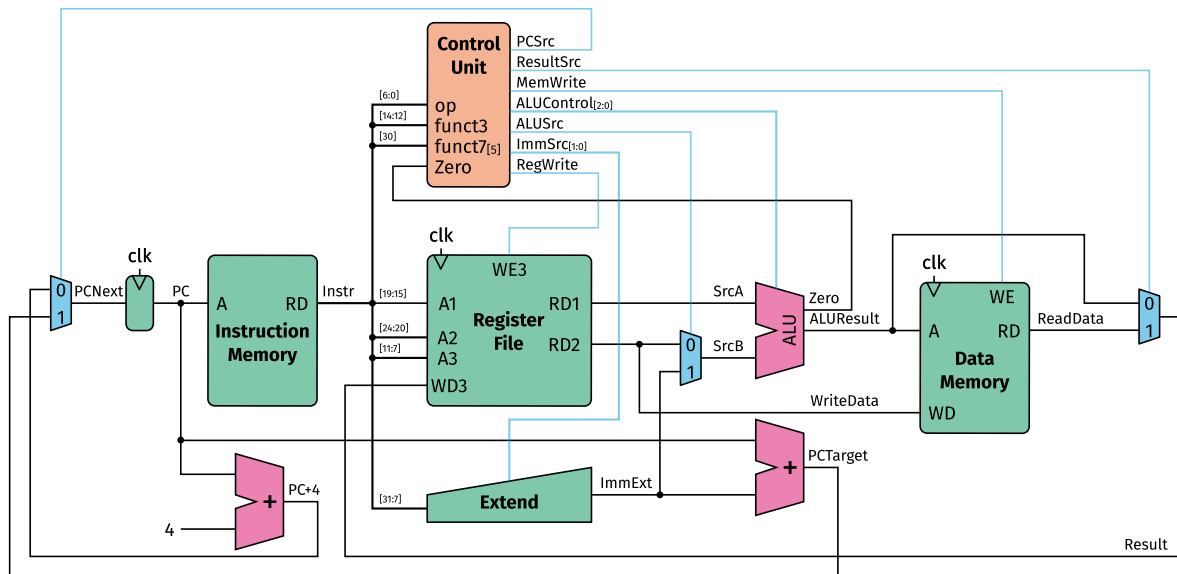 Control
Unit
PCSrc
ResultSrc
MemWrite
ALUControl[2:0]
ALUSrc
ImmSrc[1:0]
RegWrite
[6:0]
op
[14:12]
funct3
[30]
funct7[5]
Zero
clk
0
1
PCNext
clk
PC
A
RD
Instruction
Memory
Instr
[19:15]
A1
[24:20]
A2
[11:7]
A3
WD3
WE3
Register
File
RD1
RD2
SrcA
0
1
SrcB
ALU
Zero
ALUResult
clk
WE
A
RD
Data
Memory
WD
ReadData
0
1
WriteData
4
+
PC+4
[31:7]
Extend
ImmExt
+
PCTarget
Result